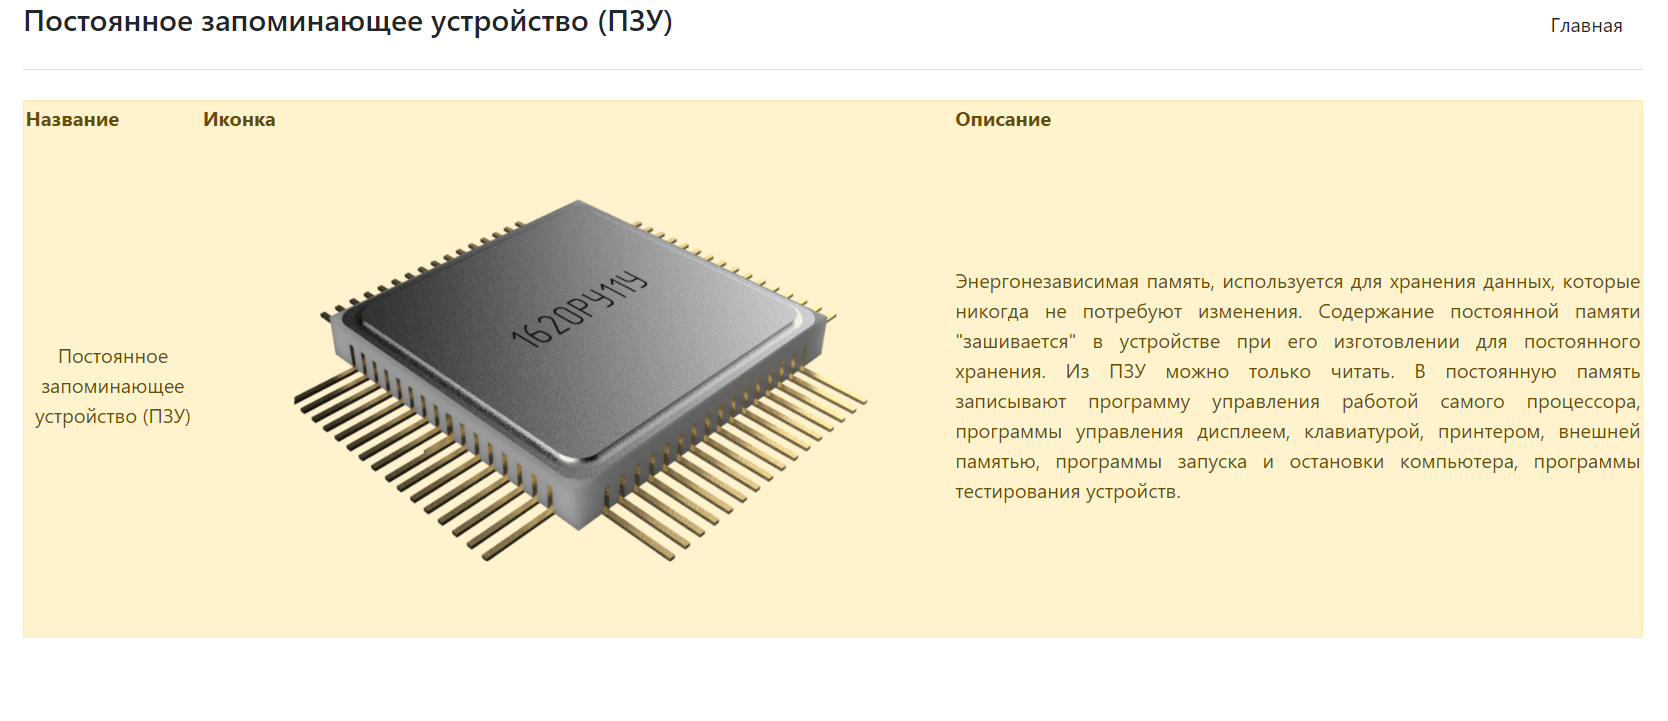 Постоянное запоминающее устройство (ПЗУ)
Главная
Название
Иконка
Описание
Постоянное
запоминающее
устройство (ПЗУ)
1620РУ11У
Энергонезависимая память, используется для хранения данных, которые
никогда не потребуют изменения. Содержание постоянной памяти
"зашивается" в устройстве при его изготовлении для постоянного
хранения. Из ПЗУ можно только читать. В постоянную память
записывают программу управления работой самого процессора,
программы управления дисплеем, клавиатурой, принтером, внешней
памятью, программы запуска и остановки компьютера, программы
тестирования устройств.